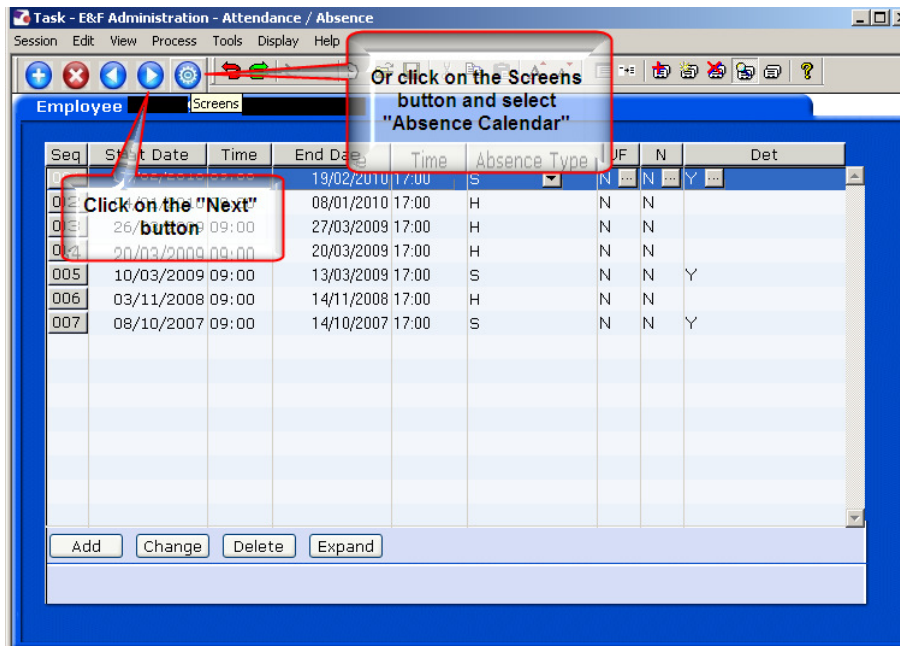 Task - E&F Administration - Attendance / Absence
Session Edit View Process Tools Display Help
Or click on the Screens
button and select
"Absence Calendar"
Employee
Screens
Seq Start Date Time End Date Time Absence Type UF N Det
19/02/2010 17:00 S N ... N ... Y ...
Click on the "Next"
button
002 08/01/2010 17:00 H N N
003 26/ 09:00 27/03/2009 17:00 H N N
004 20/03/2009 09:00 20/03/2009 17:00 H N N
005 10/03/2009 09:00 13/03/2009 17:00 S N N Y
006 03/11/2008 09:00 14/11/2008 17:00 H N N
007 08/10/2007 09:00 14/10/2007 17:00 S N N Y
Add Change Delete Expand